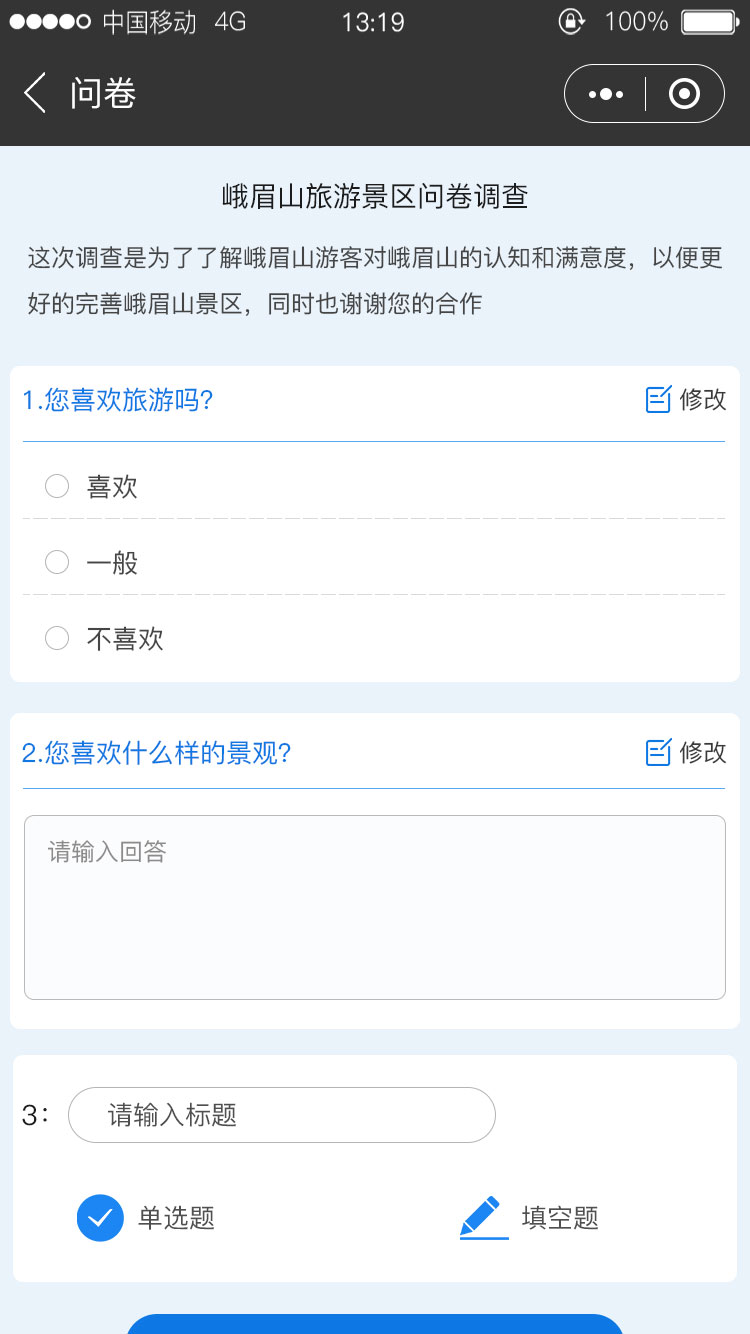 中国移动 4G 13:19 100%
问卷
峨眉山旅游景区问卷调查
这次调查是为了了解峨眉山游客对峨眉山的认知和满意度，以便更
好的完善峨眉山景区，同时也谢谢您的合作
1.您喜欢旅游吗?
修改
喜欢
一般
不喜欢
2.您喜欢什么样的景观?
修改
请输入回答
3：
请输入标题
单选题
填空题